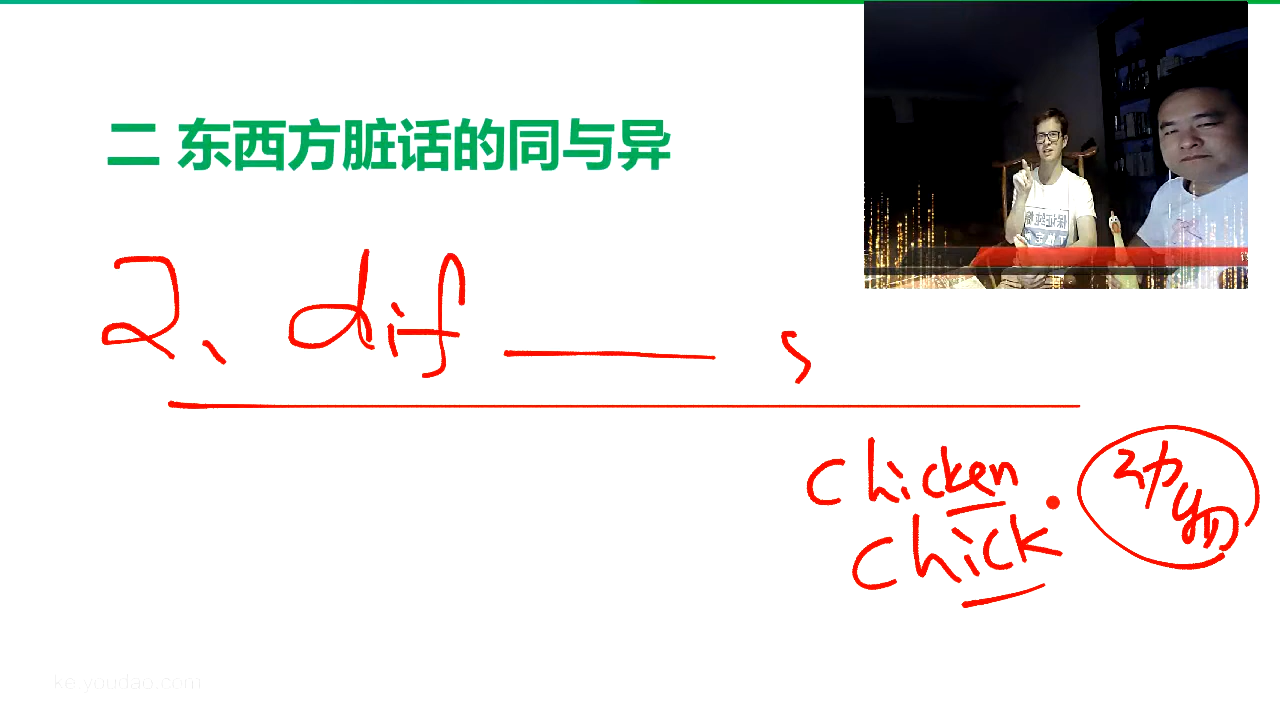 二 东西方脏话的同与异
2、dif
chicken
chick
动物
ke.youdao.com